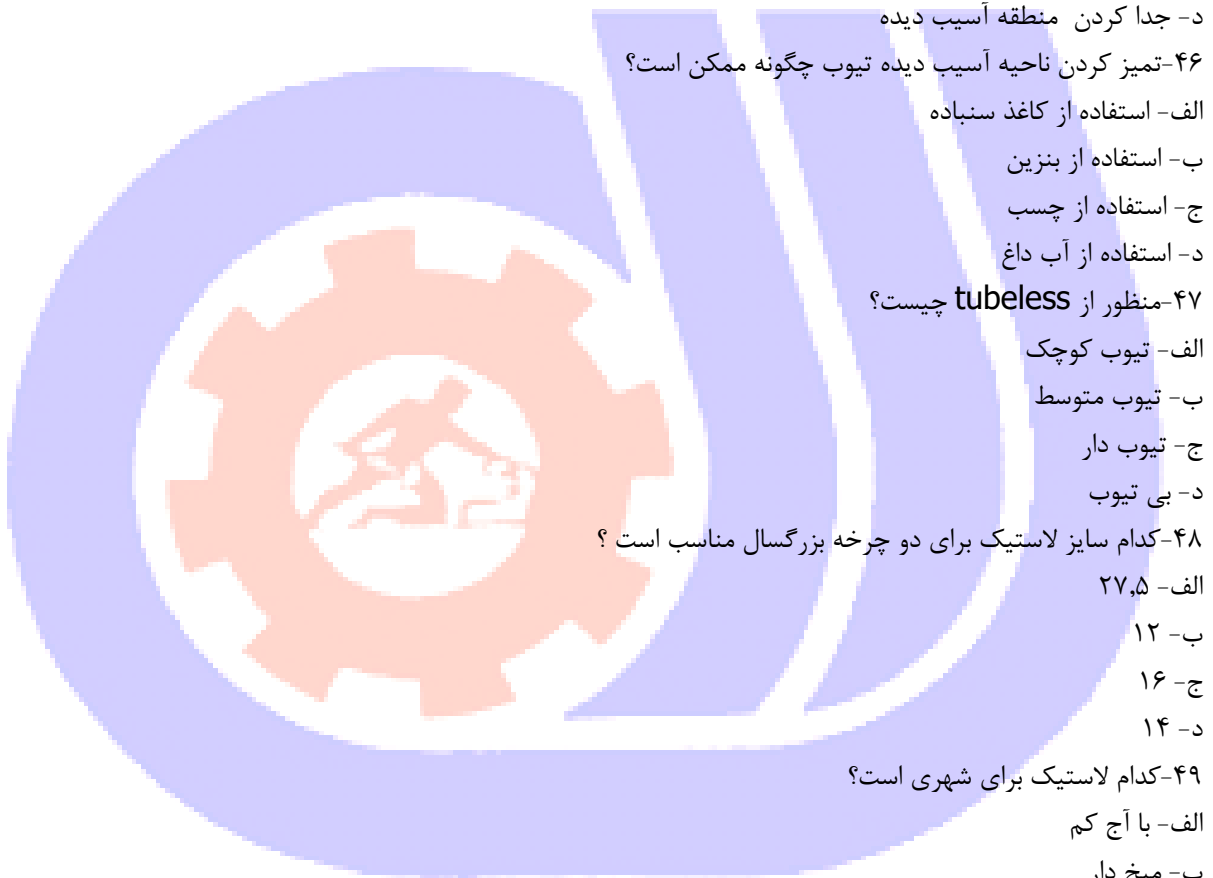 د- جدا کردن منطقه آسیب دیده
۴۶-تمیز کردن ناحیه آسیب دیده تیوب چگونه ممکن است؟
الف- استفاده از کاغذ سنباده
ب- استفاده از بنزین
ج- استفاده از چسب
د- استفاده از آب داغ
۴۷-منظور از tubeless چیست؟
الف- تیوب کوچک
ب- تیوب متوسط
ج- تیوب دار
د- بی تیوب
۴۸-کدام سایز لاستیک برای دو چرخه بزرگسال مناسب است ؟
الف- ۲۷,۵
ب- ۱۲
ج- ۱۶
د- ۱۴
۴۹-کدام لاستیک برای شهری است؟
الف- با آج کم
ب- میخ دار